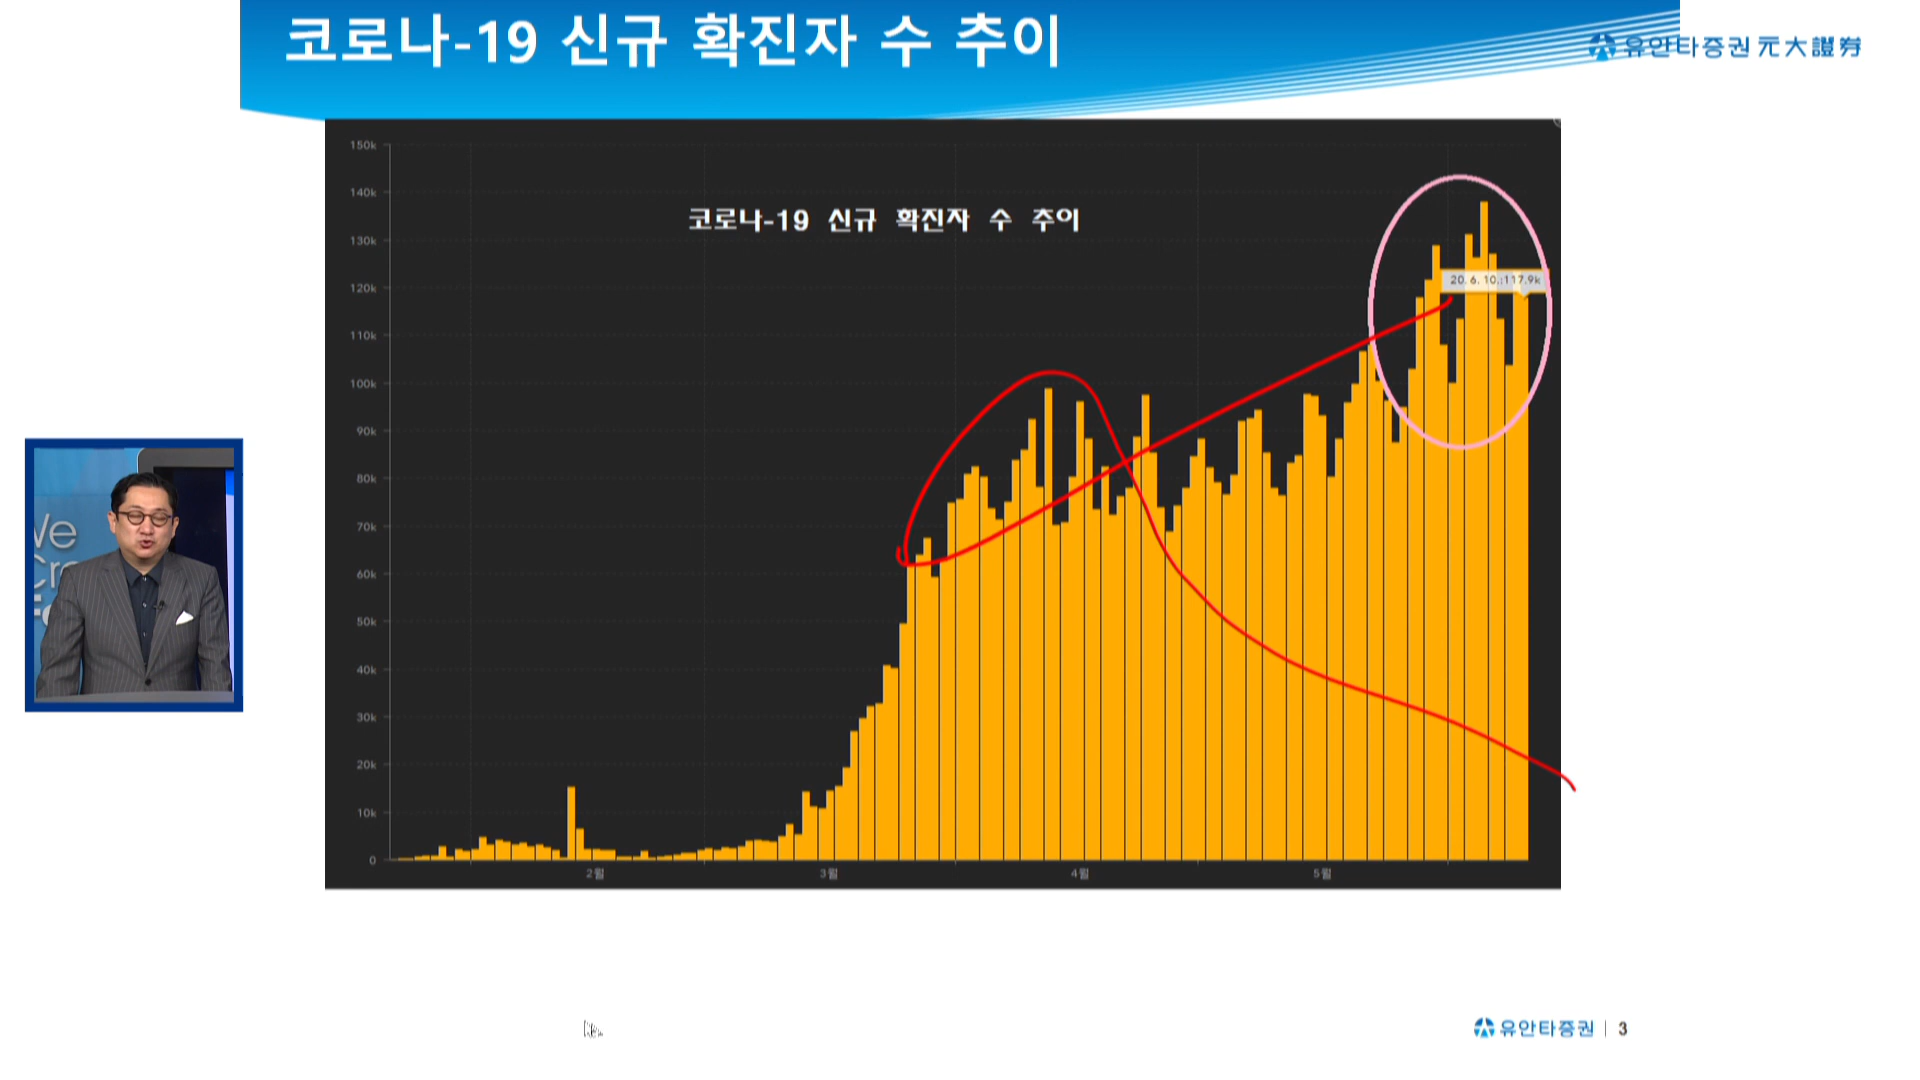 코로나-19 신규 확진자 수 추이
유안타증권 元大證券
150k
140k
코로나-19 신규 확진자 수 추이
130k
120k
20. 6. 10.:117.9k
110k
100k
90k
80k
70k
60k
50k
40k
30k
20k
10k
0
2월 3월 4월 5월
유안타증권 | 3